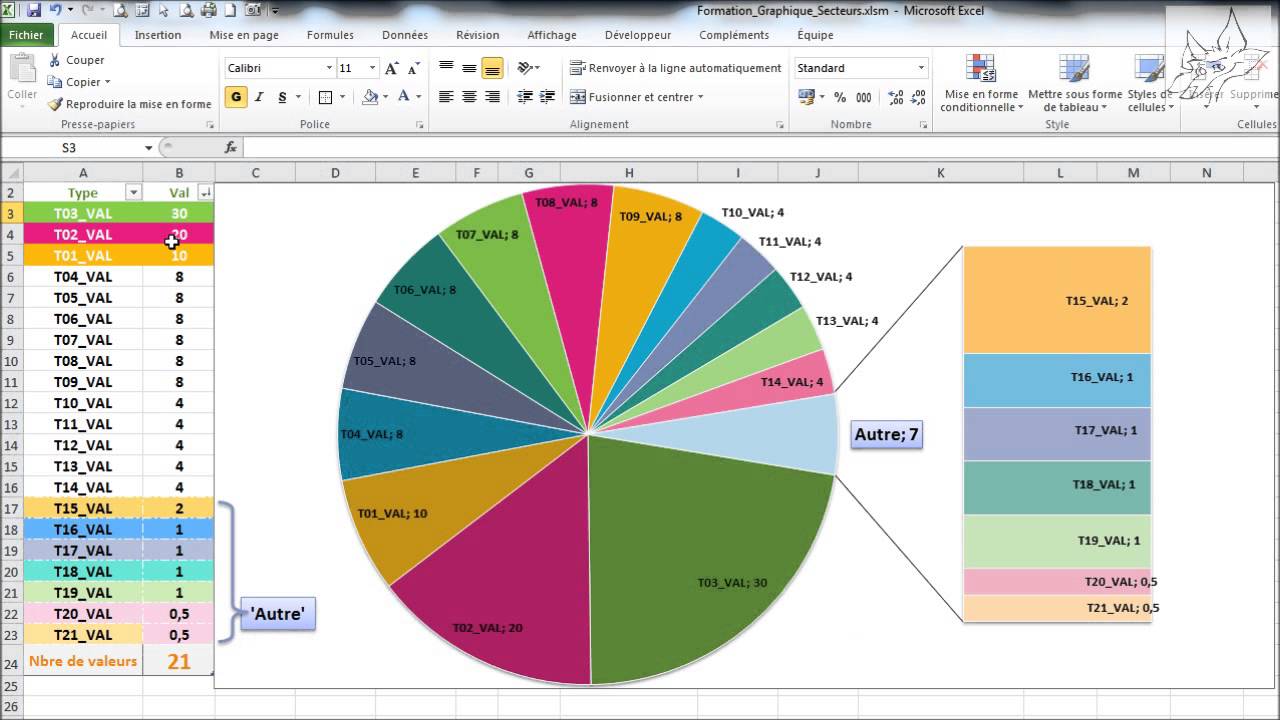 Formation_Graphique_Secteurs.xlsm - Microsoft Excel
Fichier Accueil Insertion Mise en page Formules Données Révision Affichage Développeur Compléments Équipe
Coller
Couper
Copier
Reproduire la mise en forme
Presse-papiers
Calibri 11
G I S
Police
Renvoyer à la ligne automatiquement
Fusionner et centrer
Alignement
Standard
% 000
Nombre
Mise en forme conditionnelle
Mettre sous forme de tableau
Styles de cellules
Style
Insérer
Supprime
Cellules
S3 fx
A B C D E F G H I J K L M N
2 Type Val
3 T03_VAL 30
4 T02_VAL 20
5 T01_VAL 10
6 T04_VAL 8
7 T05_VAL 8
8 T06_VAL 8
9 T07_VAL 8
10 T08_VAL 8
11 T09_VAL 8
12 T10_VAL 4
13 T11_VAL 4
14 T12_VAL 4
15 T13_VAL 4
16 T14_VAL 4
17 T15_VAL 2
18 T16_VAL 1
19 T17_VAL 1
20 T18_VAL 1
21 T19_VAL 1
22 T20_VAL 0,5
23 T21_VAL 0,5
24 Nbre de valeurs 21
25
26
'Autre'
T08_VAL; 8
T09_VAL; 8
T10_VAL; 4
T07_VAL; 8
T11_VAL; 4
T12_VAL; 4
T06_VAL; 8
T13_VAL; 4
T05_VAL; 8
T14_VAL; 4
T04_VAL; 8
Autre; 7
T01_VAL; 10
T03_VAL; 30
T02_VAL; 20
T15_VAL; 2
T16_VAL; 1
T17_VAL; 1
T18_VAL; 1
T19_VAL; 1
T20_VAL; 0,5
T21_VAL; 0,5